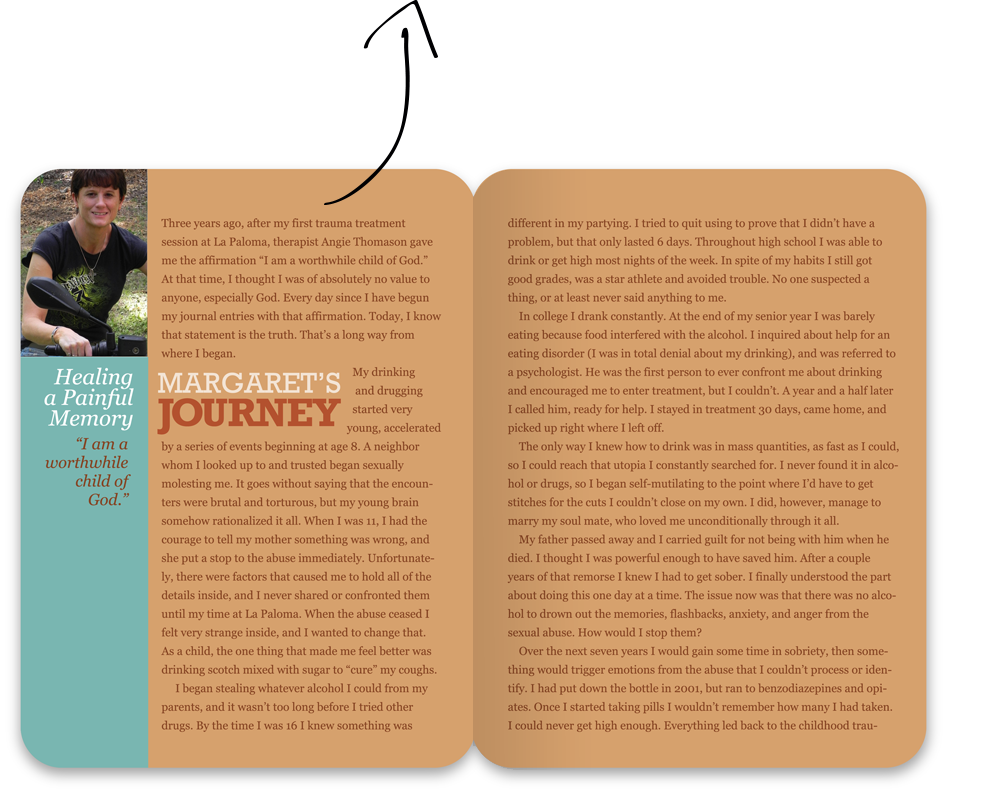 Healing
a Painful
Memory
“I am a
worthwhile
child of
God.”
Three years ago, after my first trauma treatment
session at La Paloma, therapist Angie Thomason gave
me the affirmation “I am a worthwhile child of God.”
At that time, I thought I was of absolutely no value to
anyone, especially God. Every day since I have begun
my journal entries with that affirmation. Today, I know
that statement is the truth. That’s a long way from
where I began.
MARGARET’S
JOURNEY
My drinking
and drugging
started very
young, accelerated
by a series of events beginning at age 8. A neighbor
whom I looked up to and trusted began sexually
molesting me. It goes without saying that the encoun-
ters were brutal and torturous, but my young brain
somehow rationalized it all. When I was 11, I had the
courage to tell my mother something was wrong, and
she put a stop to the abuse immediately. Unfortunate-
ly, there were factors that caused me to hold all of the
details inside, and I never shared or confronted them
until my time at La Paloma. When the abuse ceased I
felt very strange inside, and I wanted to change that.
As a child, the one thing that made me feel better was
drinking scotch mixed with sugar to “cure” my coughs.
I began stealing whatever alcohol I could from my
parents, and it wasn’t too long before I tried other
drugs. By the time I was 16 I knew something was
different in my partying. I tried to quit using to prove that I didn’t have a
problem, but that only lasted 6 days. Throughout high school I was able to
drink or get high most nights of the week. In spite of my habits I still got
good grades, was a star athlete and avoided trouble. No one suspected a
thing, or at least never said anything to me.
In college I drank constantly. At the end of my senior year I was barely
eating because food interfered with the alcohol. I inquired about help for an
eating disorder (I was in total denial about my drinking), and was referred to
a psychologist. He was the first person to ever confront me about drinking
and encouraged me to enter treatment, but I couldn’t. A year and a half later
I called him, ready for help. I stayed in treatment 30 days, came home, and
picked up right where I left off.
The only way I knew how to drink was in mass quantities, as fast as I could,
so I could reach that utopia I constantly searched for. I never found it in alco-
hol or drugs, so I began self-mutilating to the point where I’d have to get
stitches for the cuts I couldn’t close on my own. I did, however, manage to
marry my soul mate, who loved me unconditionally through it all.
My father passed away and I carried guilt for not being with him when he
died. I thought I was powerful enough to have saved him. After a couple
years of that remorse I knew I had to get sober. I finally understood the part
about doing this one day at a time. The issue now was that there was no alco-
hol to drown out the memories, flashbacks, anxiety, and anger from the
sexual abuse. How would I stop them?
Over the next seven years I would gain some time in sobriety, then some-
thing would trigger emotions from the abuse that I couldn’t process or iden-
tify. I had put down the bottle in 2001, but ran to benzodiazepines and opi-
ates. Once I started taking pills I wouldn’t remember how many I had taken.
I could never get high enough. Everything led back to the childhood trau-